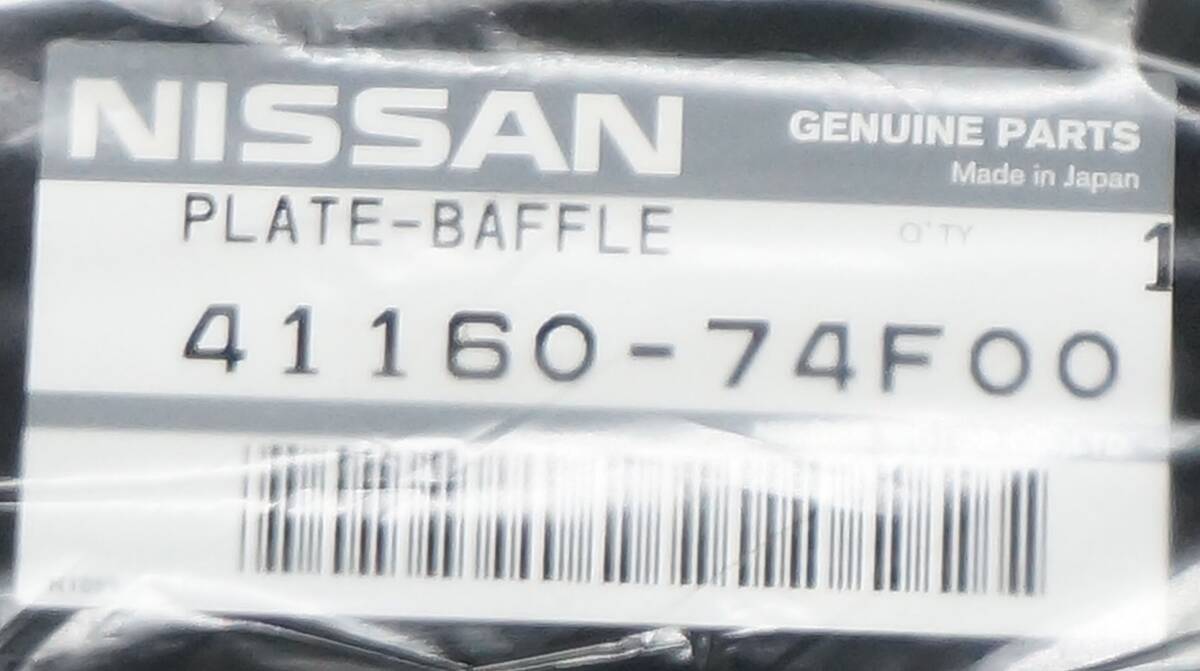 NISSAN
GENUINE PARTS
Made in Japan
PLATE-BAFFLE
Q'TY 1
41160-74F00